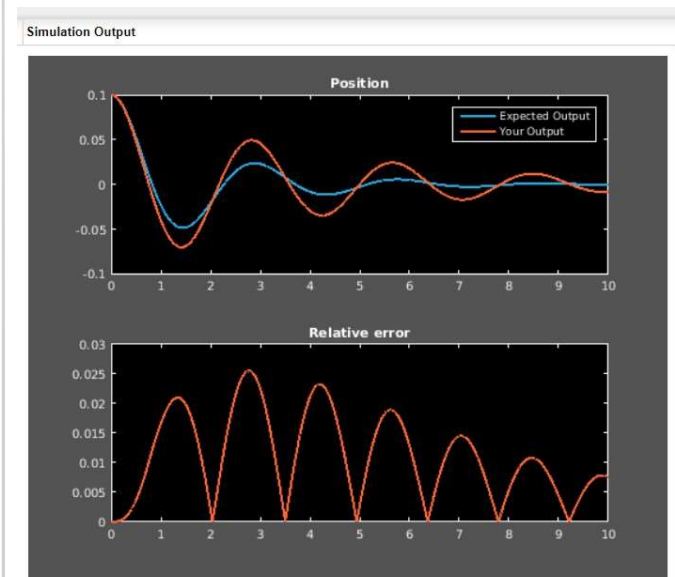 Simulation Output
Position
Expected Output
Your Output
0.1
0.05
0
-0.05
-0.1
0 1 2 3 4 5 6 7 8 9 10
Relative error
0.03
0.025
0.02
0.015
0.01
0.005
0
0 1 2 3 4 5 6 7 8 9 10